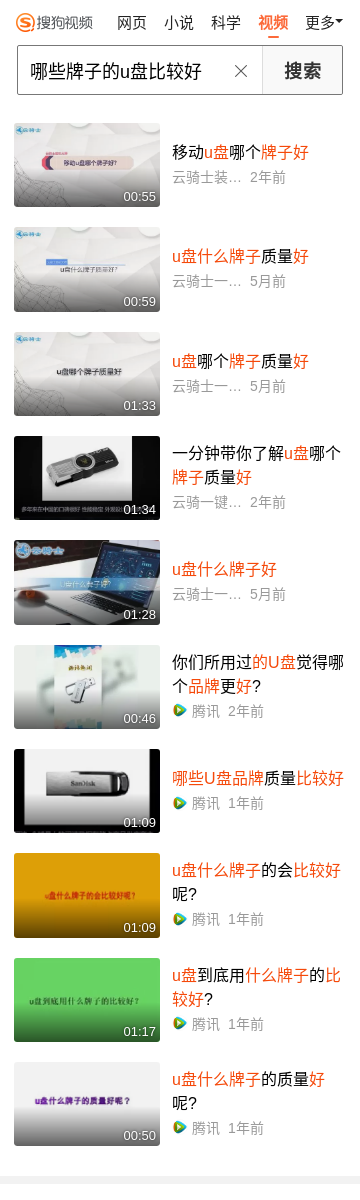 搜狗视频 网页 小说 科学 视频 更多
哪些牌子的u盘比较好 搜索
云骑士
移动u盘哪个牌子好?
00:55
移动u盘哪个牌子好
云骑士装... 2年前
云骑士
u盘什么牌子质量好?
00:59
u盘什么牌子质量好
云骑士一... 5月前
云骑士
u盘哪个牌子质量好
01:33
u盘哪个牌子质量好
云骑士一... 5月前
01:34
一分钟带你了解u盘哪个
牌子质量好
云骑一键... 2年前
云骑士
u盘什么牌子好
01:28
u盘什么牌子好
云骑士一... 5月前
00:46
你们所用过的U盘觉得哪
个品牌更好?
腾讯 2年前
SanDisk
01:09
哪些U盘品牌质量比较好
腾讯 1年前
u盘什么牌子的会比较好呢?
01:09
u盘什么牌子的会比较好
呢?
腾讯 1年前
u盘到底用什么牌子的比较好?
01:17
u盘到底用什么牌子的比
较好?
腾讯 1年前
u盘什么牌子的质量好呢?
00:50
u盘什么牌子的质量好
呢?
腾讯 1年前